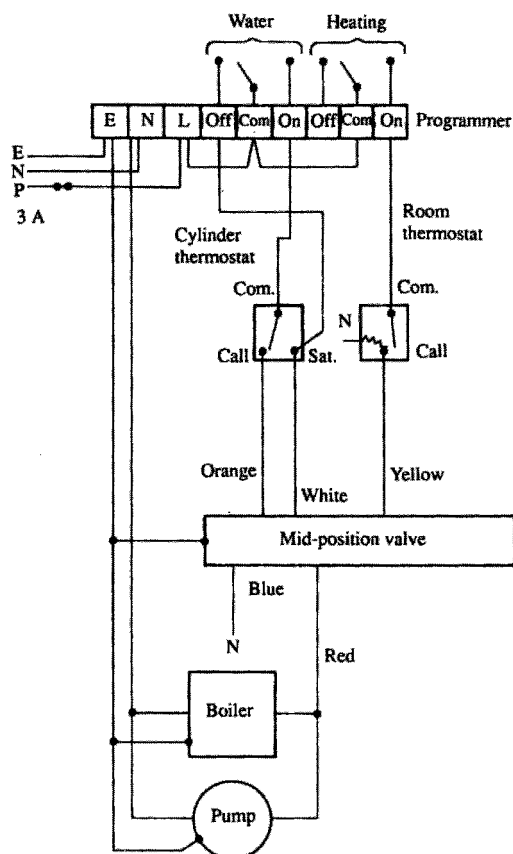 Water Heating
E N L Off Com On Off Com On Programmer
E
N
P
3 A
Cylinder thermostat
Room thermostat
Com. Com.
N
Call Sat. Call
Orange White Yellow
Mid-position valve
Blue
N
Red
Boiler
Pump